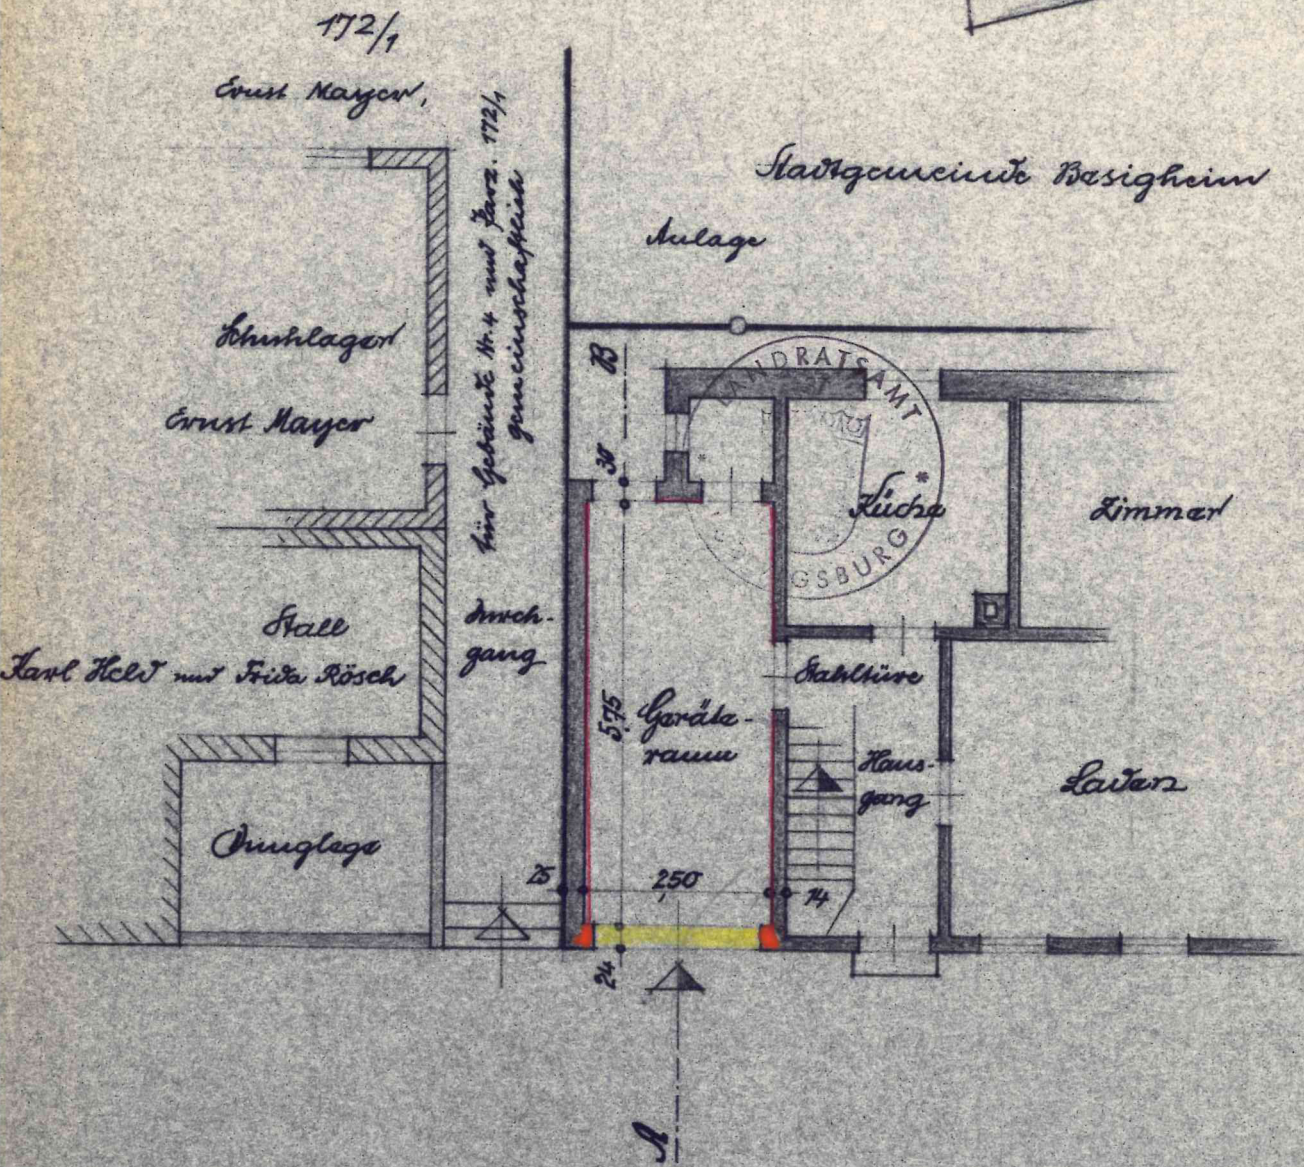 172/1
Ernst Mayer,
für Gebäude Nr. 4 und Parz. 172/1
gemeinschaftlich
Stadtgemeinde Besigheim
Anlage
Schuhlager
Ernst Mayer
B
LANDRATSAMT
GSBURG
30
Küche
Zimmer
Stall
Karl Held und Frida Rösch
Durch-
gang
5,75
Geräte-
raum
Stahltüre
Haus-
gang
Laden
Dunglege
25
2,50
14
24
A